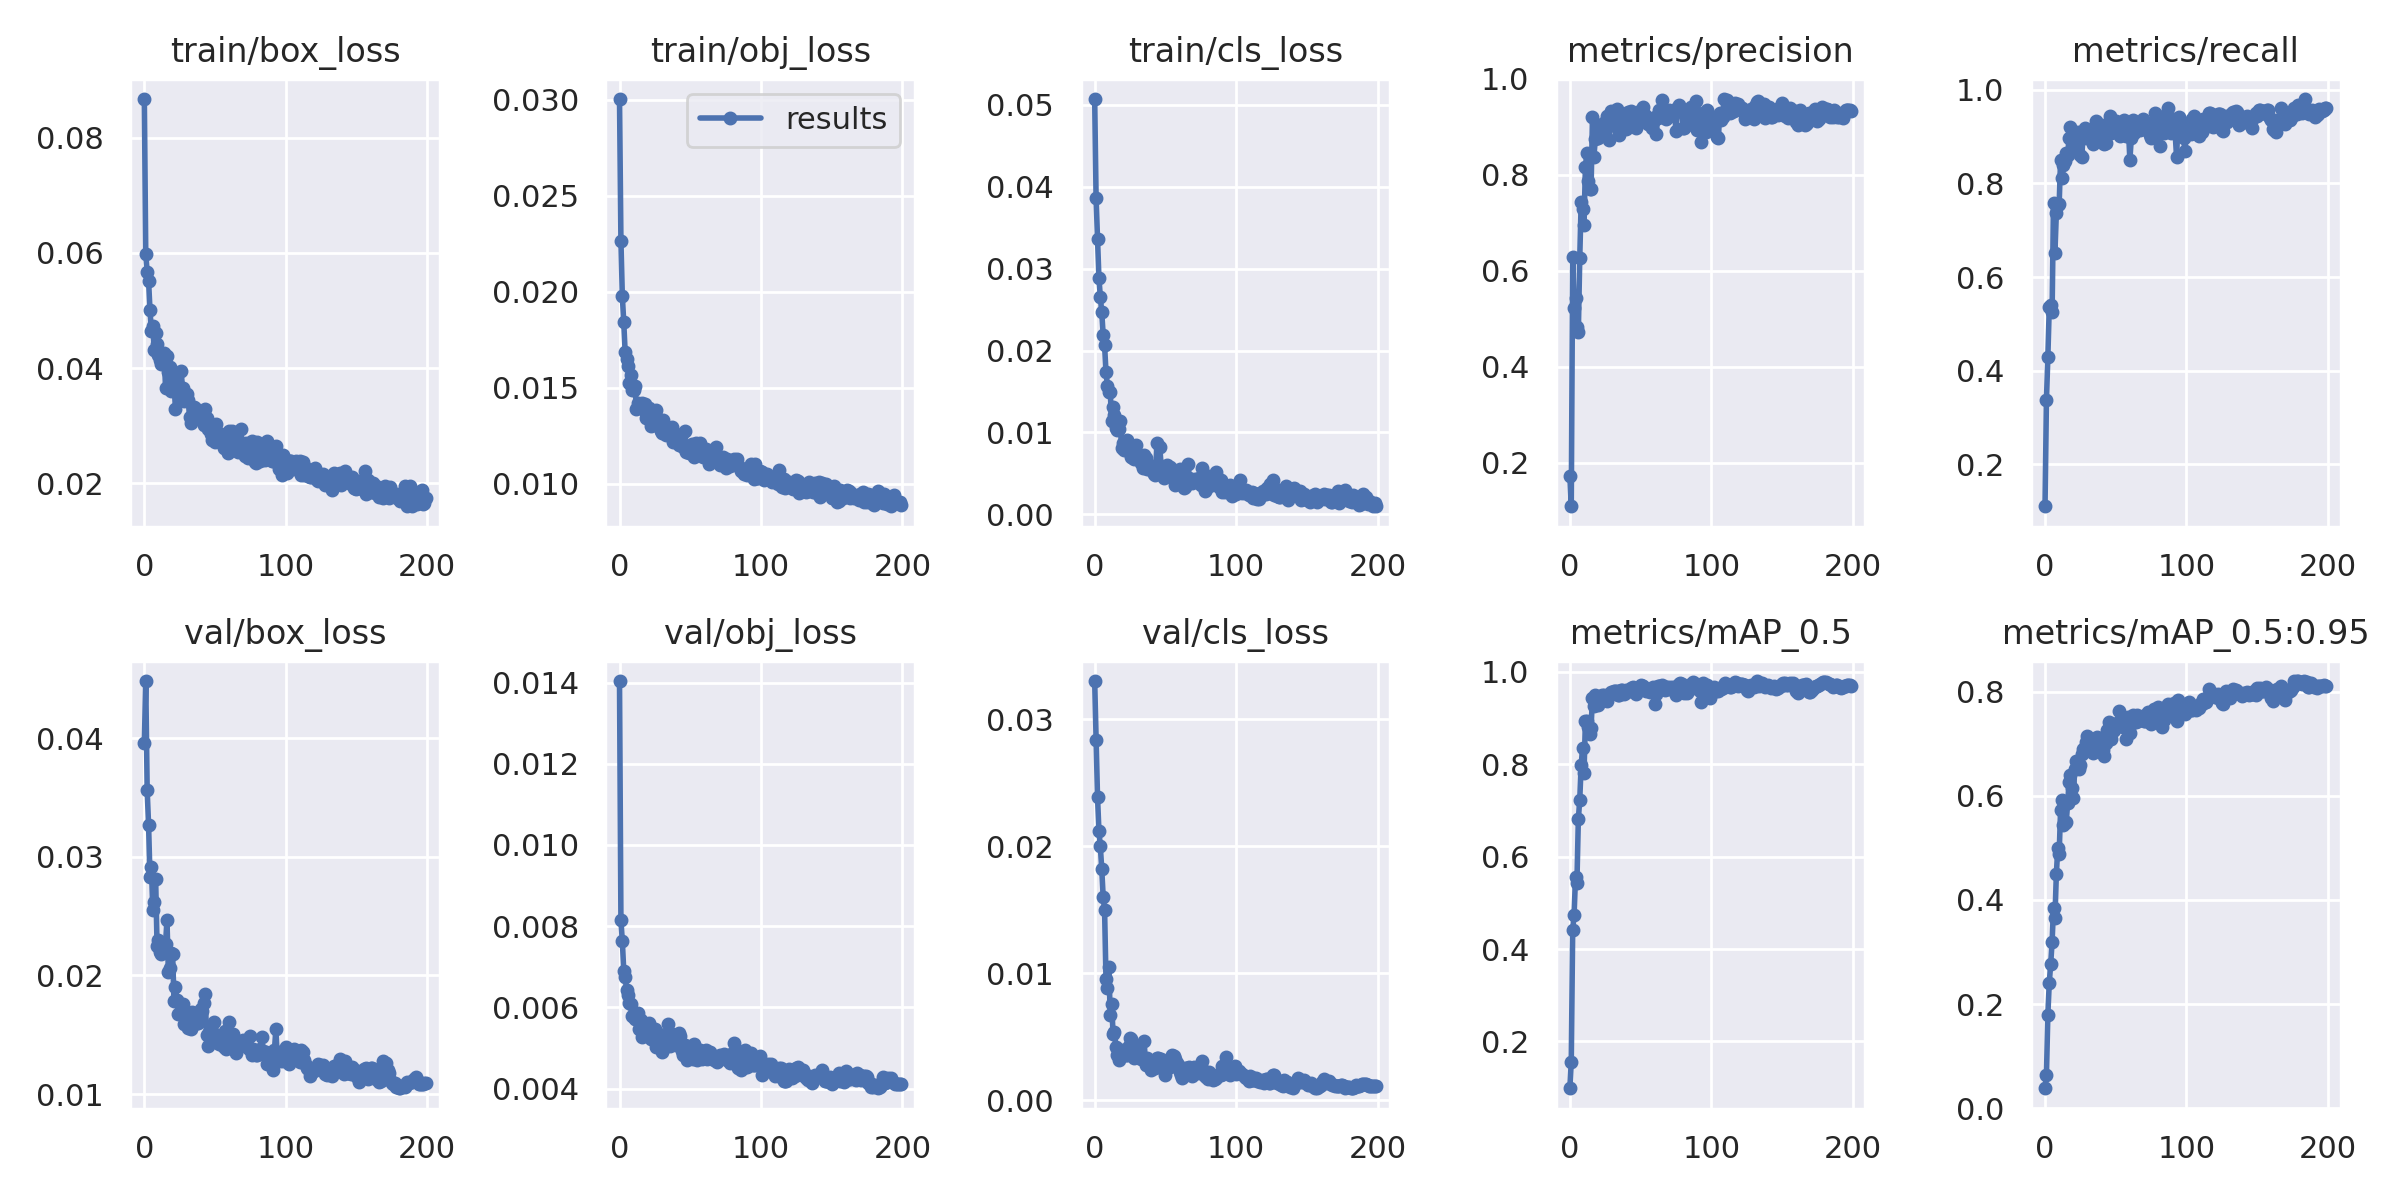 train/box_loss
0.08
0.06
0.04
0.02
0 100 200
train/obj_loss
results
0.030
0.025
0.020
0.015
0.010
0 100 200
train/cls_loss
0.05
0.04
0.03
0.02
0.01
0.00
0 100 200
metrics/precision
1.0
0.8
0.6
0.4
0.2
0 100 200
metrics/recall
1.0
0.8
0.6
0.4
0.2
0 100 200
val/box_loss
0.04
0.03
0.02
0.01
0 100 200
val/obj_loss
0.014
0.012
0.010
0.008
0.006
0.004
0 100 200
val/cls_loss
0.03
0.02
0.01
0.00
0 100 200
metrics/mAP_0.5
1.0
0.8
0.6
0.4
0.2
0 100 200
metrics/mAP_0.5:0.95
0.8
0.6
0.4
0.2
0.0
0 100 200